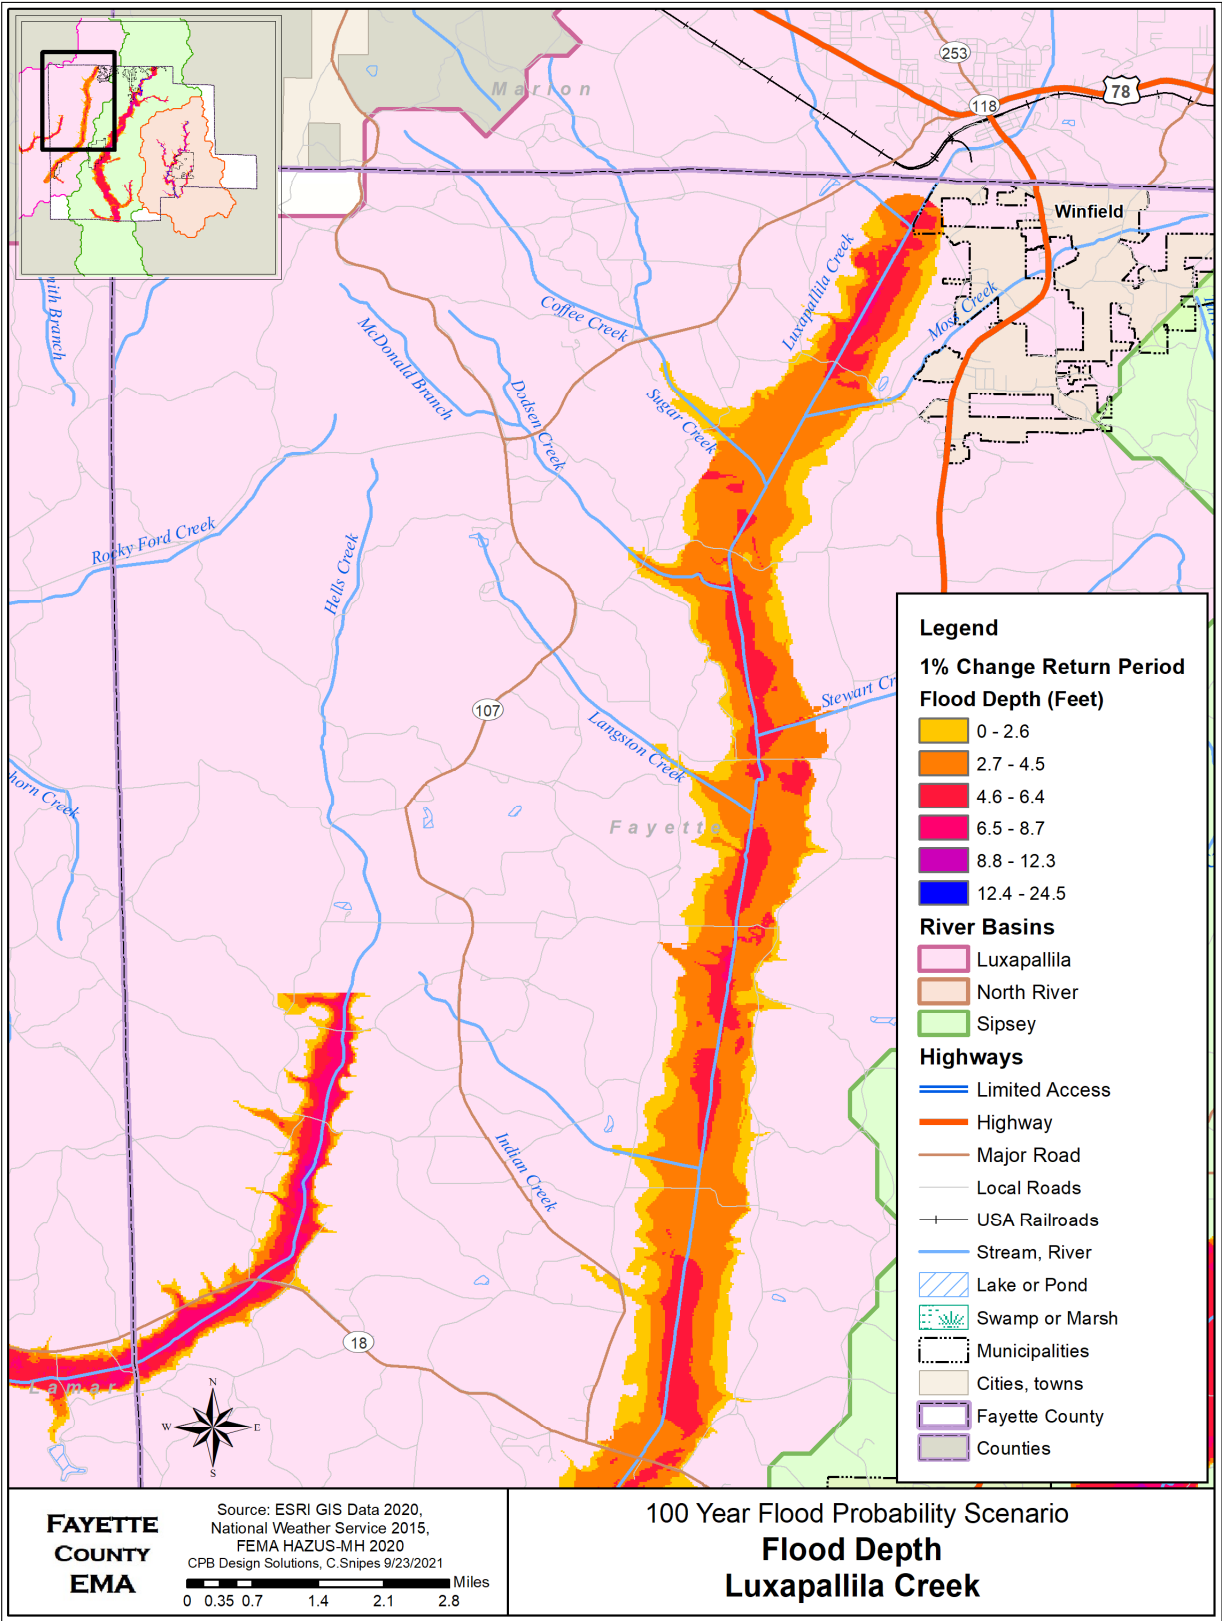 Marion
253
118
78
Winfield
Luxapallila Creek
Moss Creek
Coffee Creek
McDonald Branch
Dodsen Creek
Sugar Creek
Branch
Rocky Ford Creek
Hells Creek
Stewart Cr
107
Langston Creek
horn Creek
Fayette
Indian Creek
18
Lamar
N
W
E
S
Legend
1% Change Return Period
Flood Depth (Feet)
0 - 2.6
2.7 - 4.5
4.6 - 6.4
6.5 - 8.7
8.8 - 12.3
12.4 - 24.5
River Basins
Luxapallila
North River
Sipsey
Highways
Limited Access
Highway
Major Road
Local Roads
USA Railroads
Stream, River
Lake or Pond
Swamp or Marsh
Municipalities
Cities, towns
Fayette County
Counties
FAYETTE
COUNTY
EMA
Source: ESRI GIS Data 2020,
National Weather Service 2015,
FEMA HAZUS-MH 2020
CPB Design Solutions, C.Snipes 9/23/2021
Miles
0 0.35 0.7 1.4 2.1 2.8
100 Year Flood Probability Scenario
Flood Depth
Luxapallila Creek